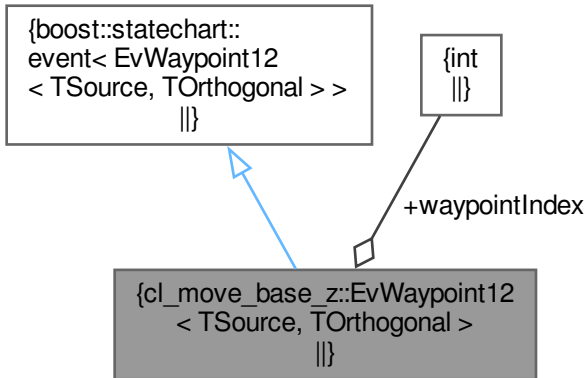 {boost::statechart::
event< EvWaypoint12
< TSource, TOrthogonal > >
||}
{int
||}
+waypointIndex
{cl_move_base_z::EvWaypoint12
< TSource, TOrthogonal >
||}